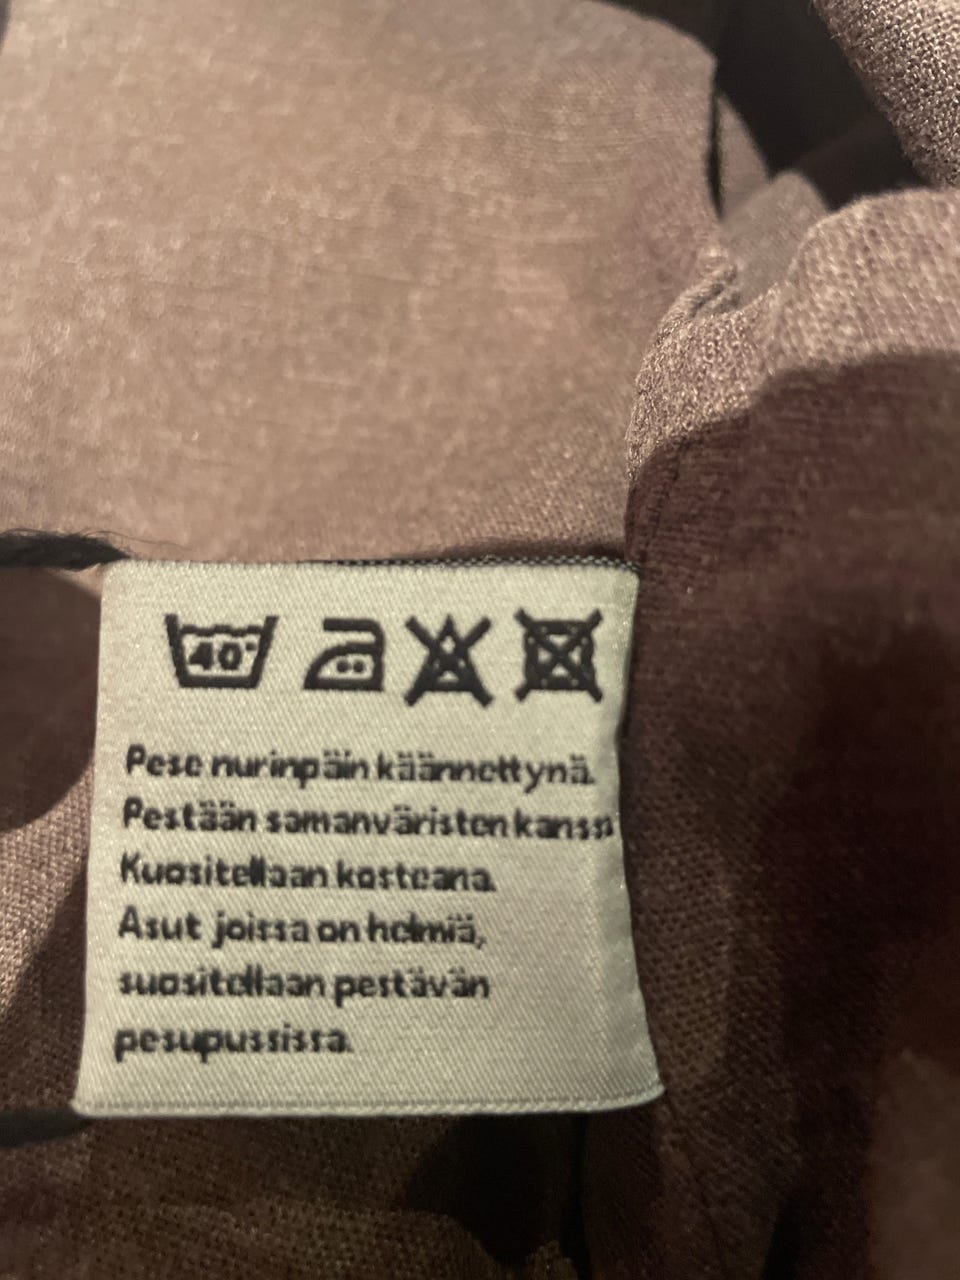 40°
Pese nurinpäin käännettynä.
Pestään samanväristen kanssa
Kuositellaan kosteana.
Asut joissa on helmiä,
suositellaan pestävän
pesupussissa.